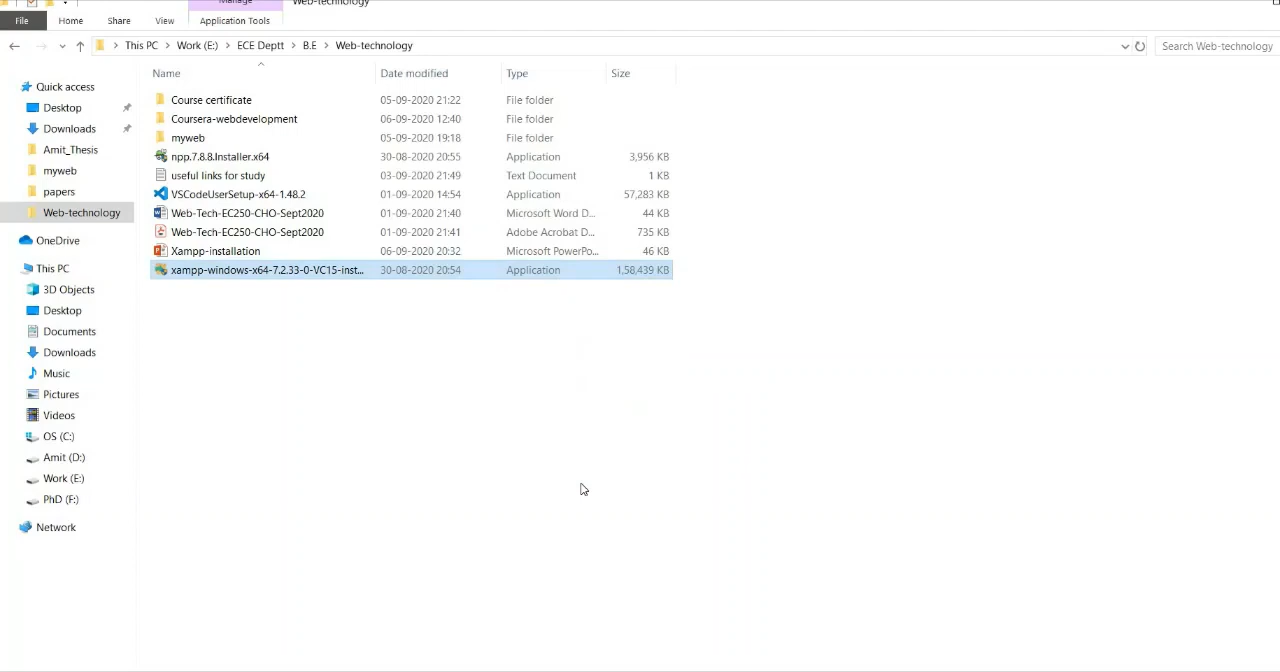 Manage Web-technology
File Home Share View Application Tools
This PC > Work (E:) > ECE Deptt > B.E > Web-technology Search Web-technology
Name Date modified Type Size
Quick access
Desktop
Downloads
Amit_Thesis
myweb
papers
Web-technology
OneDrive
This PC
3D Objects
Desktop
Documents
Downloads
Music
Pictures
Videos
OS (C:)
Amit (D:)
Work (E:)
PhD (F:)
Network
Course certificate 05-09-2020 21:22 File folder
Coursera-webdevelopment 06-09-2020 12:40 File folder
myweb 05-09-2020 19:18 File folder
npp.7.8.8.Installer.x64 30-08-2020 20:55 Application 3,956 KB
useful links for study 03-09-2020 21:49 Text Document 1 KB
VSCodeUserSetup-x64-1.48.2 01-09-2020 14:54 Application 57,283 KB
Web-Tech-EC250-CHO-Sept2020 01-09-2020 21:40 Microsoft Word D... 44 KB
Web-Tech-EC250-CHO-Sept2020 01-09-2020 21:41 Adobe Acrobat D... 735 KB
Xampp-installation 06-09-2020 20:32 Microsoft PowerPo... 46 KB
xampp-windows-x64-7.2.33-0-VC15-inst... 30-08-2020 20:54 Application 1,58,439 KB